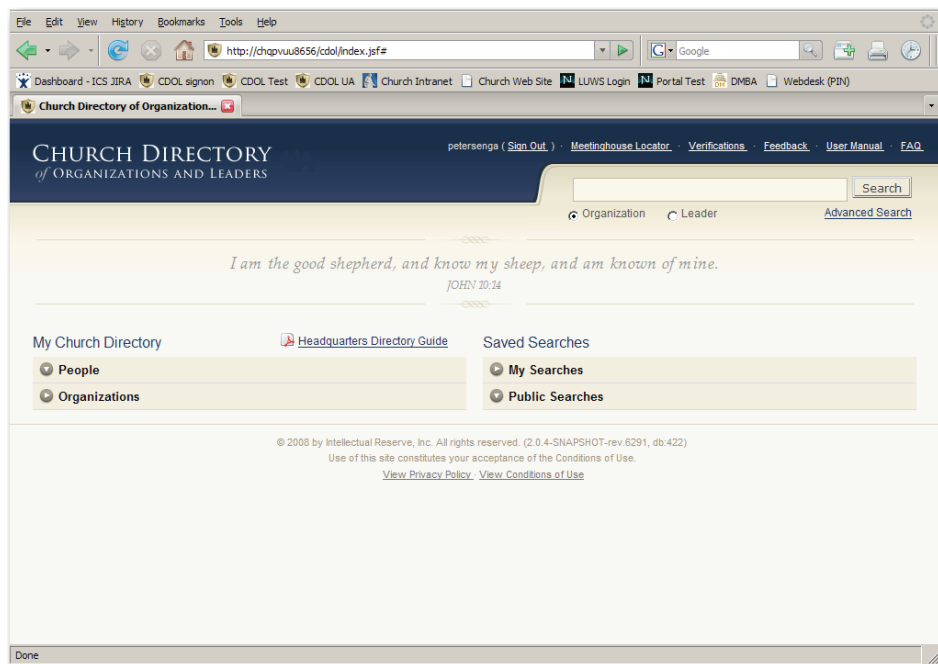 File Edit View History Bookmarks Tools Help
http://chqpvuu8656/cdol/index.jsf#
G Google
Dashboard - ICS JIRA CDOL signon CDOL Test CDOL UA Church Intranet Church Web Site N LUWS Login N Portal Test DM DMBA Webdesk (PIN)
Church Directory of Organization...
CHURCH DIRECTORY
of ORGANIZATIONS AND LEADERS
petersenga ( Sign Out ) · Meetinghouse Locator · Verifications · Feedback · User Manual · FAQ
Search
Organization Leader
Advanced Search
I am the good shepherd, and know my sheep, and am known of mine.
JOHN 10:14
My Church Directory
Headquarters Directory Guide
People
Organizations
Saved Searches
My Searches
Public Searches
© 2008 by Intellectual Reserve, Inc. All rights reserved. (2.0.4-SNAPSHOT-rev.6291, db:422)
Use of this site constitutes your acceptance of the Conditions of Use.
View Privacy Policy · View Conditions of Use
Done